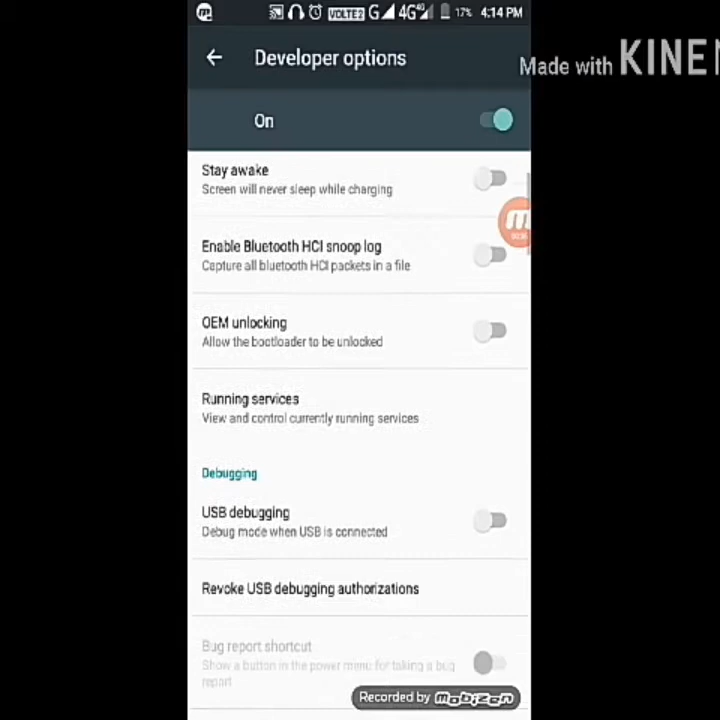 VOLTE2 G 4G 4G 17% 4:14 PM
Developer options
Made with KINEM
On
Stay awake
Screen will never sleep while charging
Enable Bluetooth HCI snoop log
Capture all bluetooth HCI packets in a file
OEM unlocking
Allow the bootloader to be unlocked
Running services
View and control currently running services
Debugging
USB debugging
Debug mode when USB is connected
Revoke USB debugging authorizations
Bug report shortcut
Show a button in the power menu for taking a bug
report
Recorded by mobizen